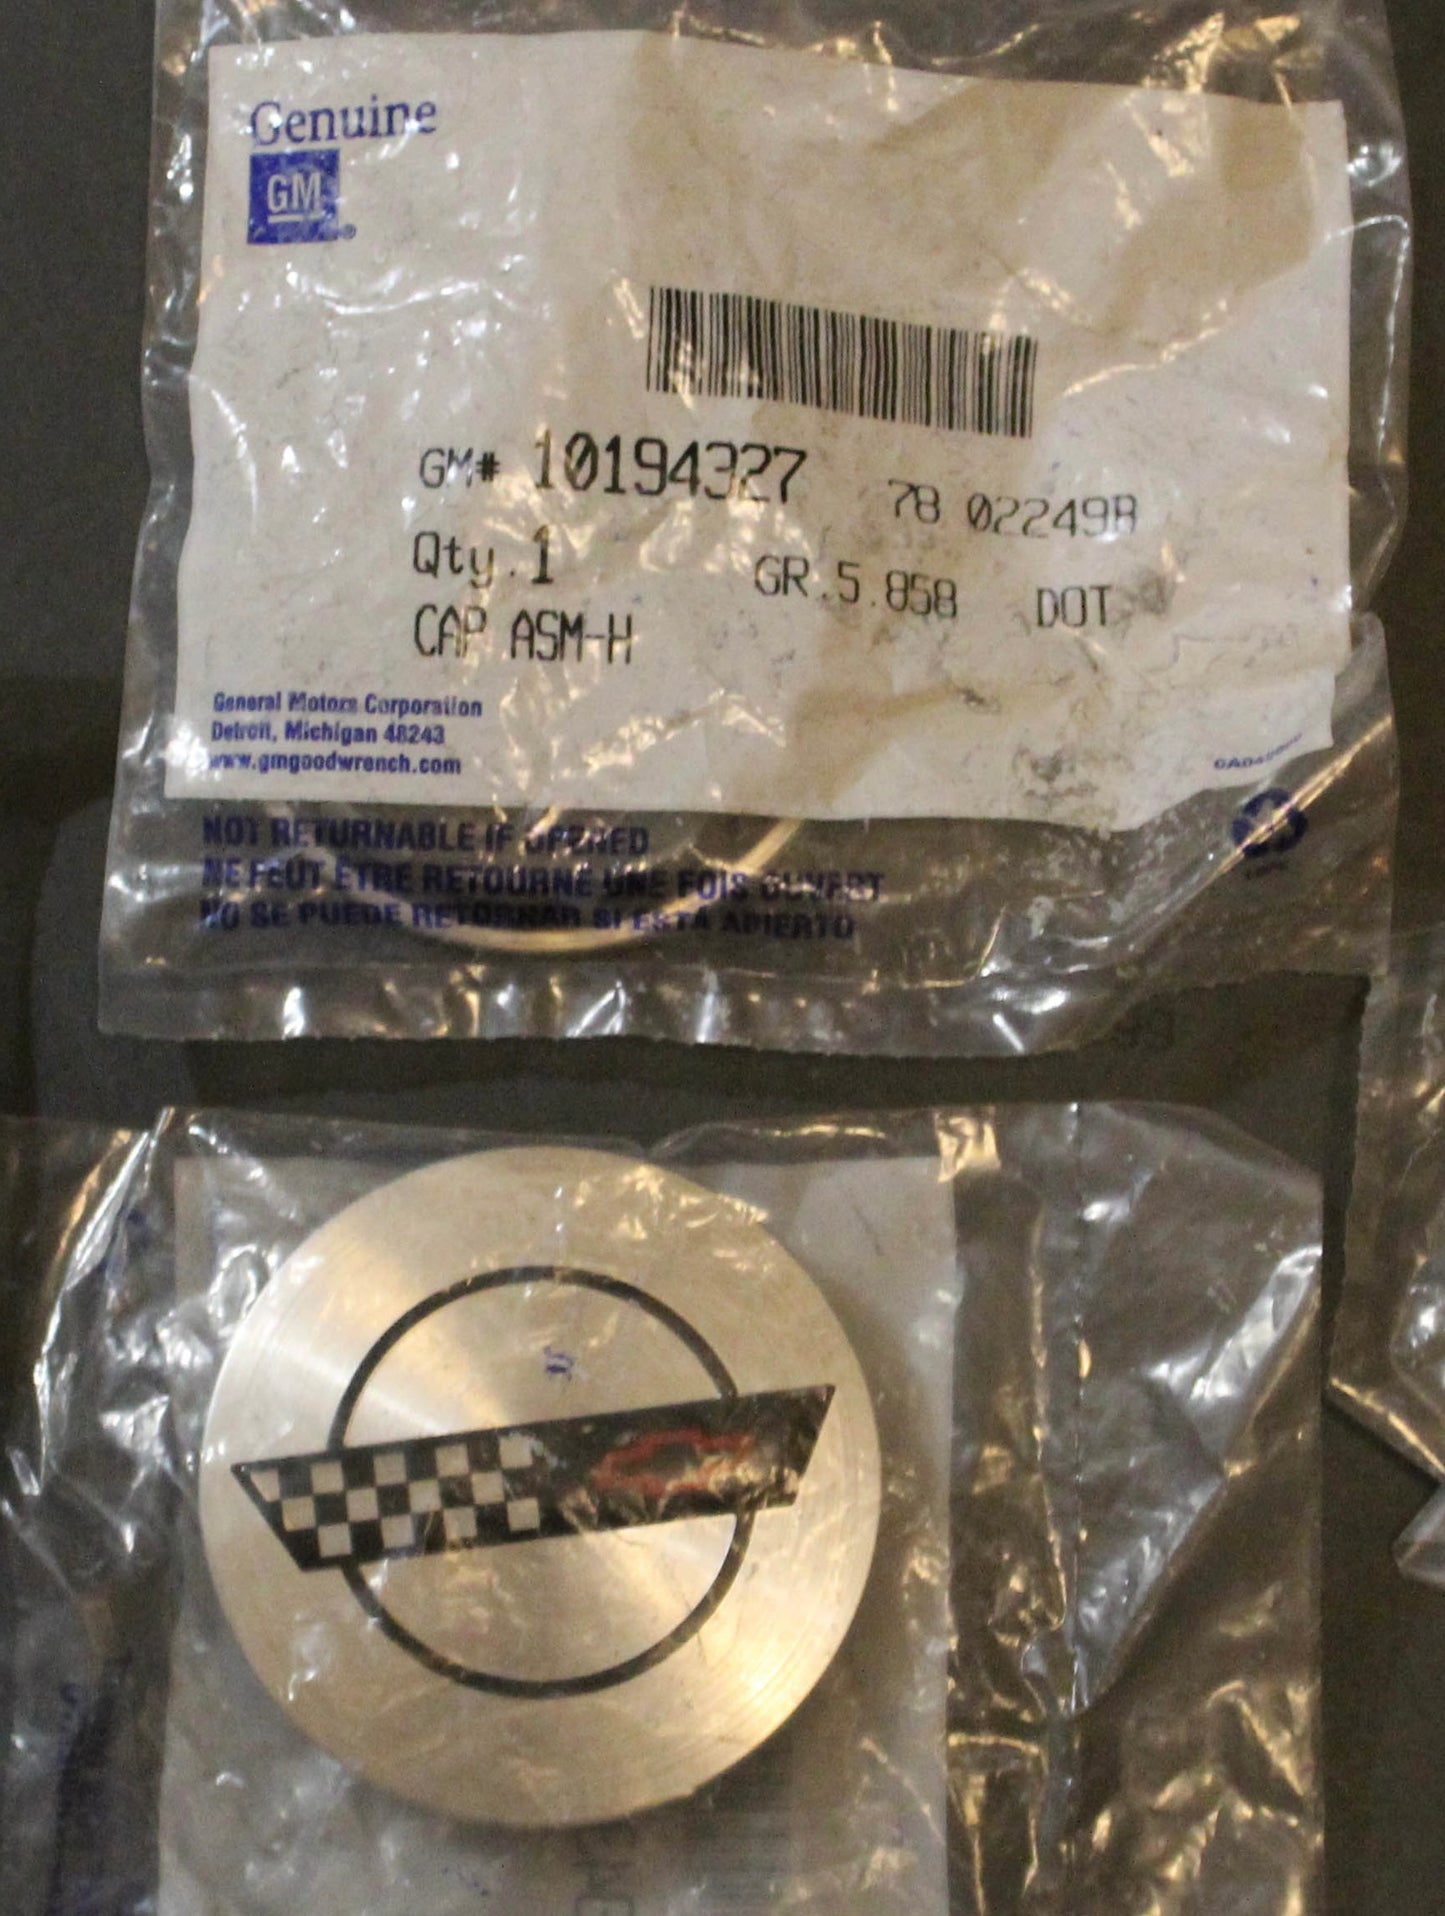 Genuine
GM®
GM# 10194327 78 022498
Qty.1 GR.5.858 DOT
CAP ASM-H
General Motors Corporation
Detroit, Michigan 48243
www.gmgoodwrench.com
NOT RETURNABLE IF OPENED
NE PEUT ÊTRE RETOURNÉ UNE FOIS OUVERT
NO SE PUEDE RETORNAR SI ESTÁ ABIERTO